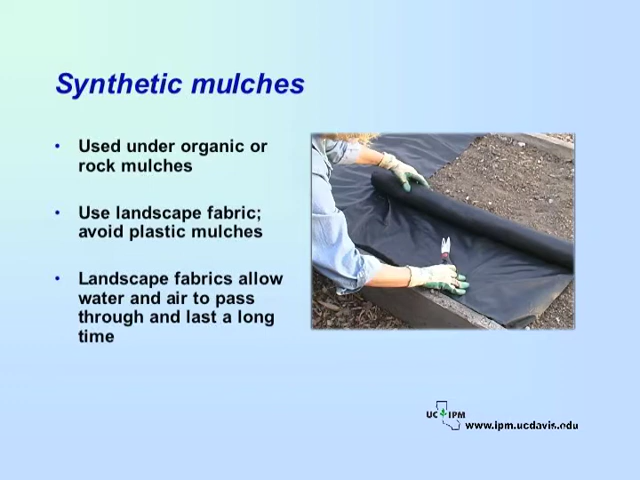 Synthetic mulches
• Used under organic or
rock mulches
• Use landscape fabric;
avoid plastic mulches
• Landscape fabrics allow
water and air to pass
through and last a long
time
UC IPM
www.ipm.ucdavis.edu